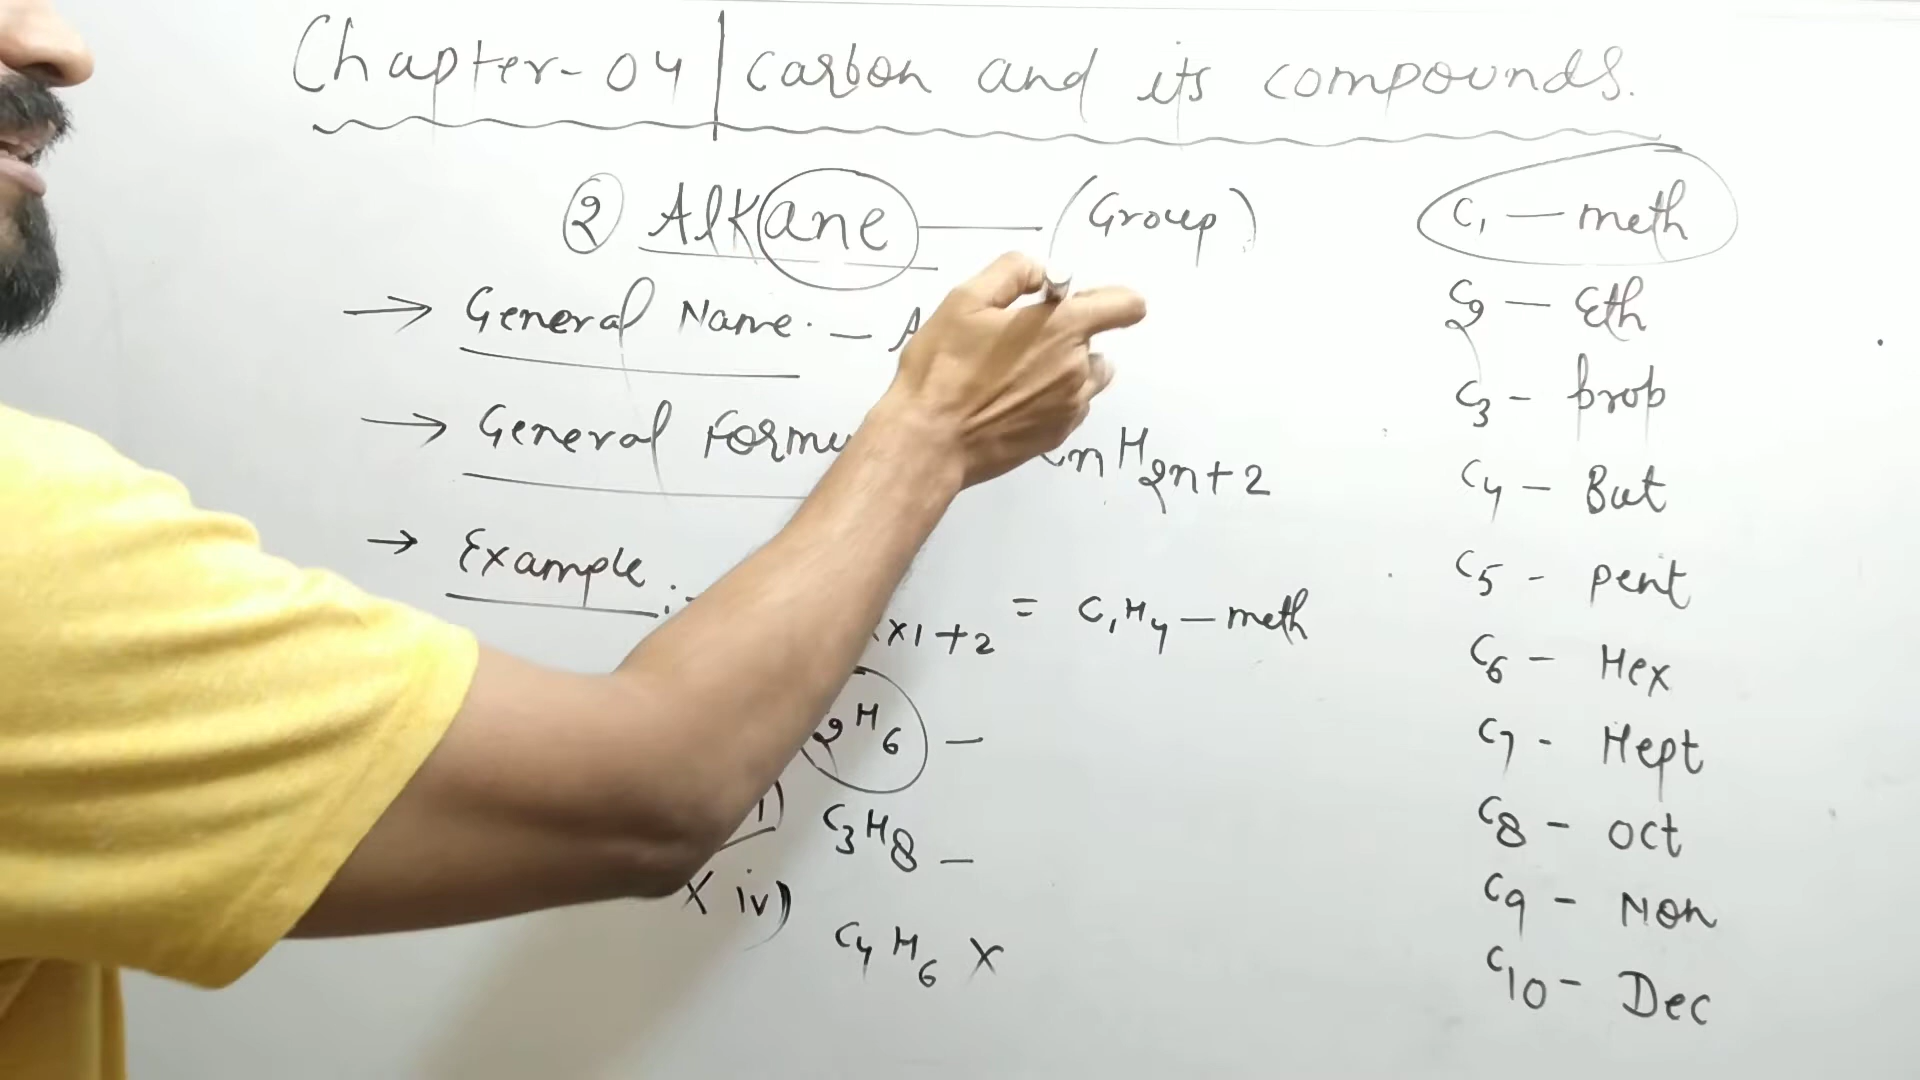 Chapter-04 | Carbon and its compounds.
② Alkane — (Group)
→ General Name. – A
→ General Formu
nH2n+2
→ Example :-
x1+2 = C1H4 – meth
2H6 –
C3H8 –
X iv) C4H6 X
C1 – meth
C2 – Eth
C3 – prop
C4 – But
C5 - pent
C6 – Hex
C7 - Hept
C8 – oct
C9 – Non
C10 – Dec